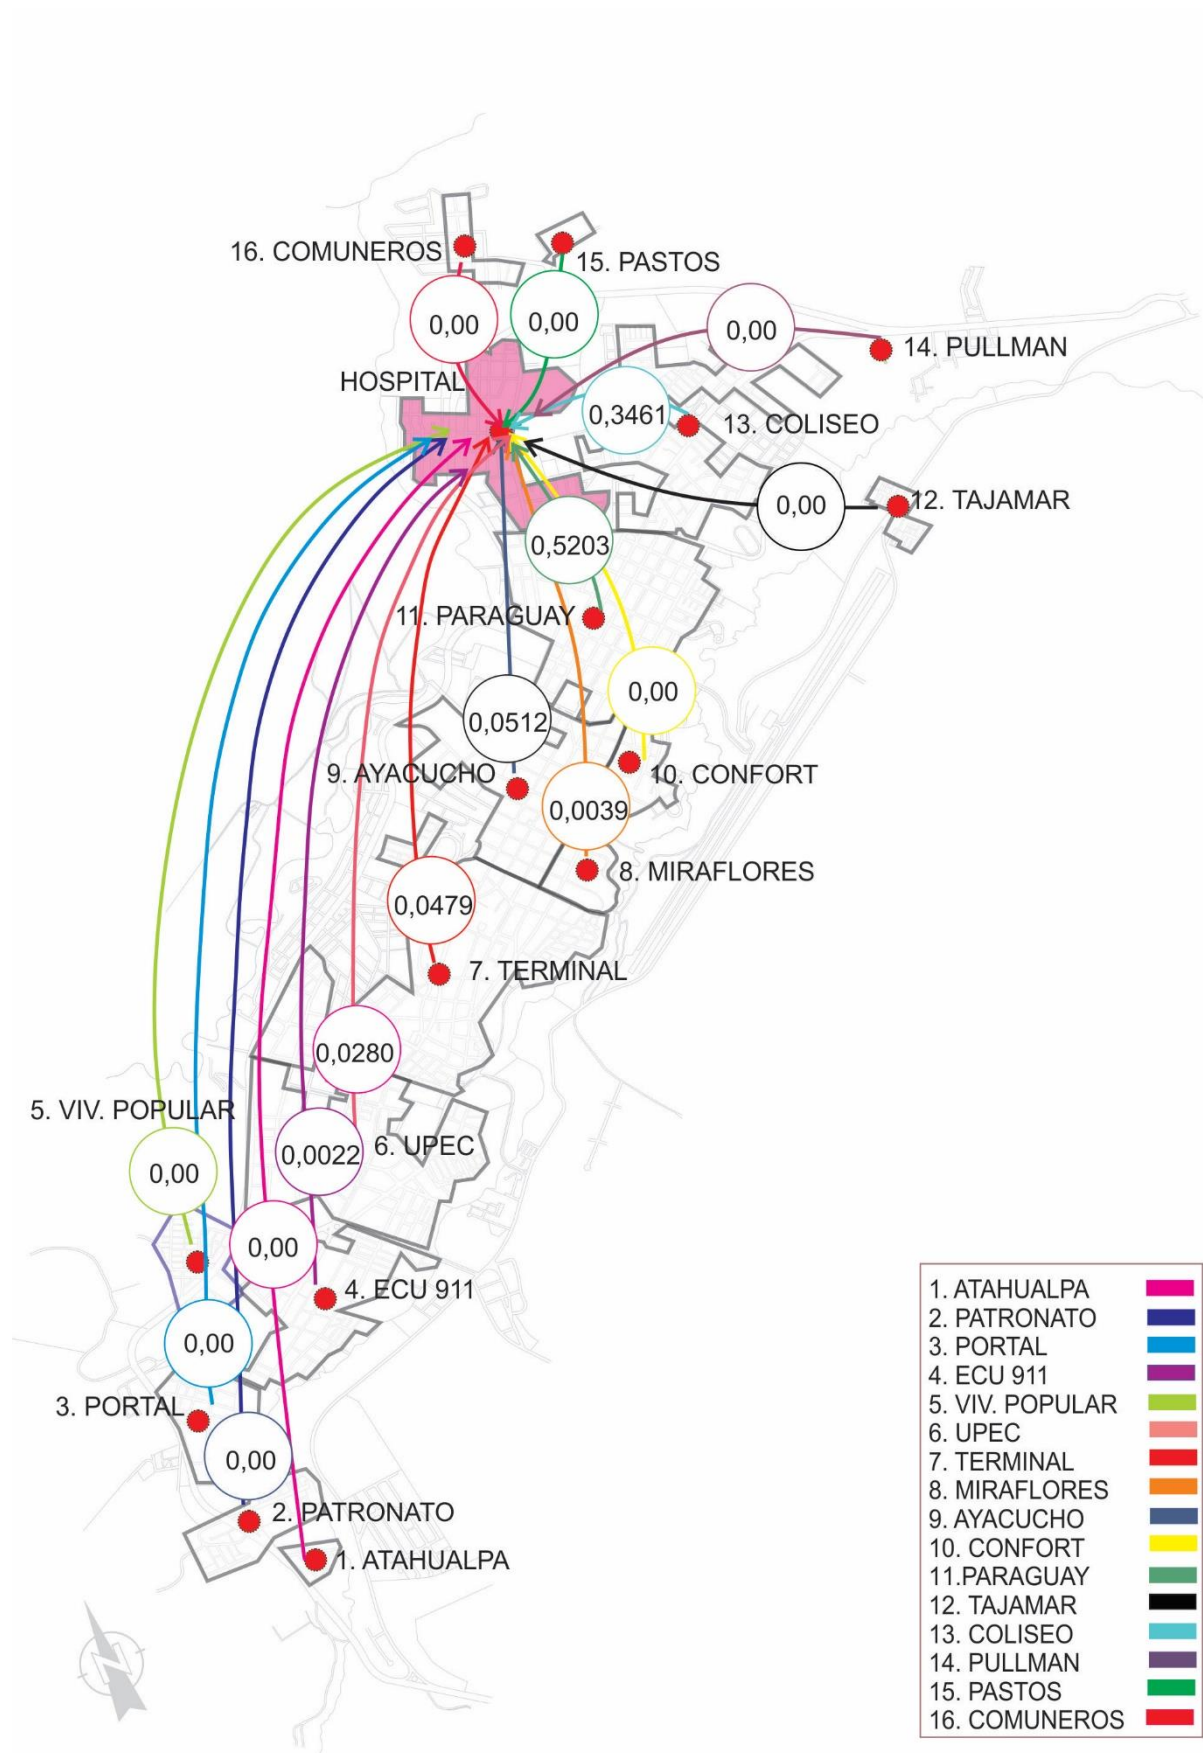 16. COMUNEROS
15. PASTOS
0,00
0,00
0,00
14. PULLMAN
HOSPITAL
0,3461
13. COLISEO
0,00
12. TAJAMAR
0,5203
11. PARAGUAY
0,00
0,0512
9. AYACUCHO
10. CONFORT
0,0039
8. MIRAFLORES
0,0479
7. TERMINAL
0,0280
5. VIV. POPULAR
0,0022
6. UPEC
0,00
0,00
4. ECU 911
0,00
3. PORTAL
0,00
2. PATRONATO
1. ATAHUALPA
1. ATAHUALPA
2. PATRONATO
3. PORTAL
4. ECU 911
5. VIV. POPULAR
6. UPEC
7. TERMINAL
8. MIRAFLORES
9. AYACUCHO
10. CONFORT
11.PARAGUAY
12. TAJAMAR
13. COLISEO
14. PULLMAN
15. PASTOS
16. COMUNEROS